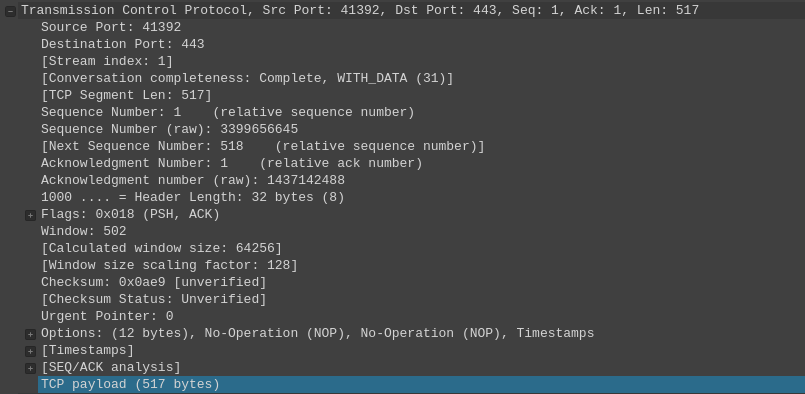 Transmission Control Protocol, Src Port: 41392, Dst Port: 443, Seq: 1, Ack: 1, Len: 517
Source Port: 41392
Destination Port: 443
[Stream index: 1]
[Conversation completeness: Complete, WITH_DATA (31)]
[TCP Segment Len: 517]
Sequence Number: 1    (relative sequence number)
Sequence Number (raw): 3399656645
[Next Sequence Number: 518    (relative sequence number)]
Acknowledgment Number: 1    (relative ack number)
Acknowledgment number (raw): 1437142488
1000 .... = Header Length: 32 bytes (8)
Flags: 0x018 (PSH, ACK)
Window: 502
[Calculated window size: 64256]
[Window size scaling factor: 128]
Checksum: 0x0ae9 [unverified]
[Checksum Status: Unverified]
Urgent Pointer: 0
Options: (12 bytes), No-Operation (NOP), No-Operation (NOP), Timestamps
[Timestamps]
[SEQ/ACK analysis]
TCP payload (517 bytes)